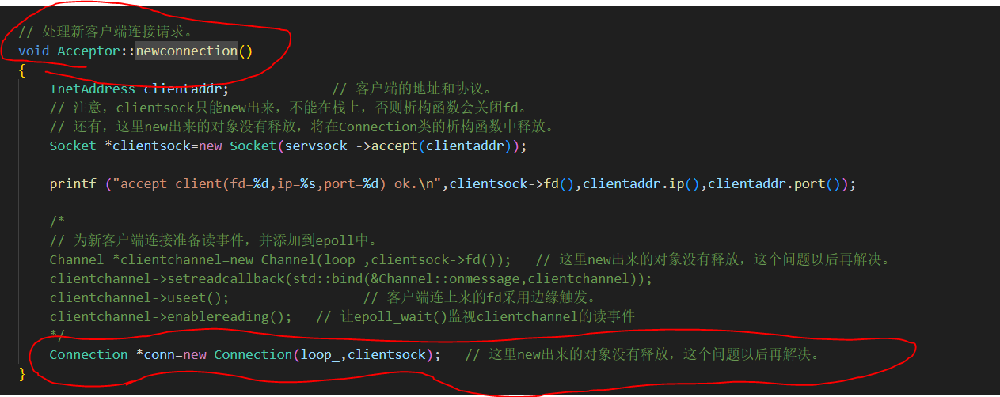 // 处理新客户端连接请求。
void Acceptor::newconnection()
{
InetAddress clientaddr; // 客户端的地址和协议。
// 注意，clientsock只能new出来，不能在栈上，否则析构函数会关闭fd。
// 还有，这里new出来的对象没有释放，将在Connection类的析构函数中释放。
Socket *clientsock=new Socket(servsock_->accept(clientaddr));
printf ("accept client(fd=%d,ip=%s,port=%d) ok.\n",clientsock->fd(),clientaddr.ip(),clientaddr.port());
/*
// 为新客户端连接准备读事件，并添加到epoll中。
Channel *clientchannel=new Channel(loop_,clientsock->fd()); // 这里new出来的对象没有释放，这个问题以后再解决。
clientchannel->setreadcallback(std::bind(&Channel::onmessage,clientchannel));
clientchannel->useet(); // 客户端连上来的fd采用边缘触发。
clientchannel->enablereading(); // 让epoll_wait()监视clientchannel的读事件
*/
Connection *conn=new Connection(loop_,clientsock); // 这里new出来的对象没有释放，这个问题以后再解决。
}